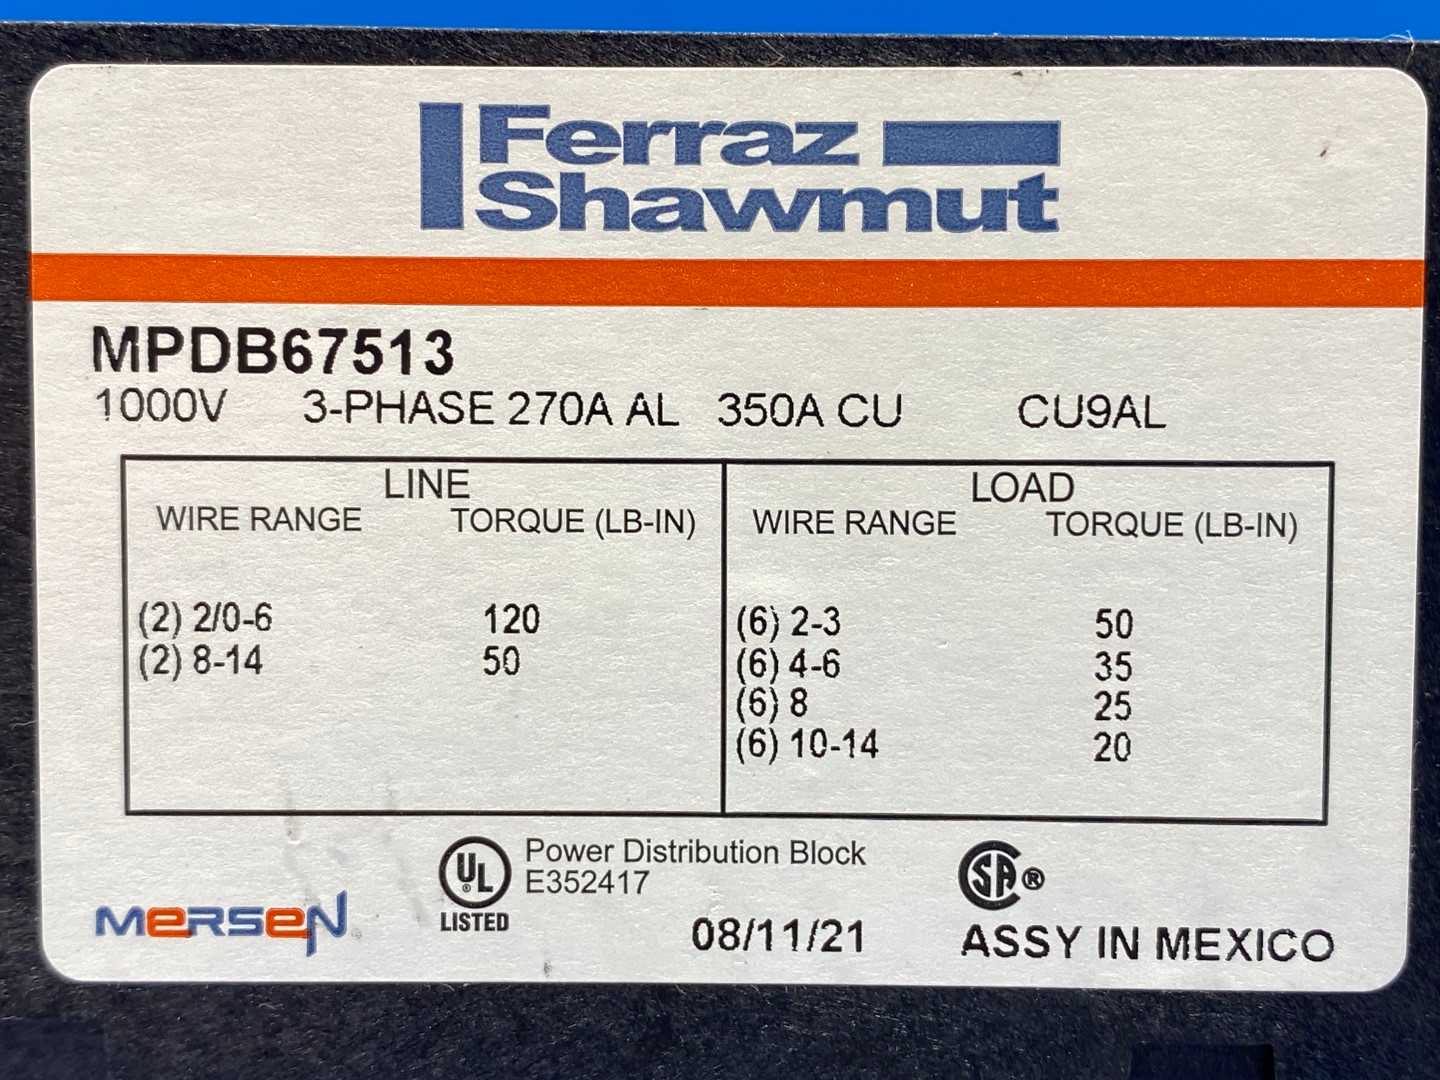 Ferraz
Shawmut
MPDB67513
1000V 3-PHASE 270A AL 350A CU CU9AL
LINE LOAD
WIRE RANGE TORQUE (LB-IN) WIRE RANGE TORQUE (LB-IN)
(2) 2/0-6 120 (6) 2-3 50
(2) 8-14 50 (6) 4-6 35
(6) 8 25
(6) 10-14 20
UL ® LISTED
Power Distribution Block
E352417
SA ®
MERSEN
08/11/21
ASSY IN MEXICO